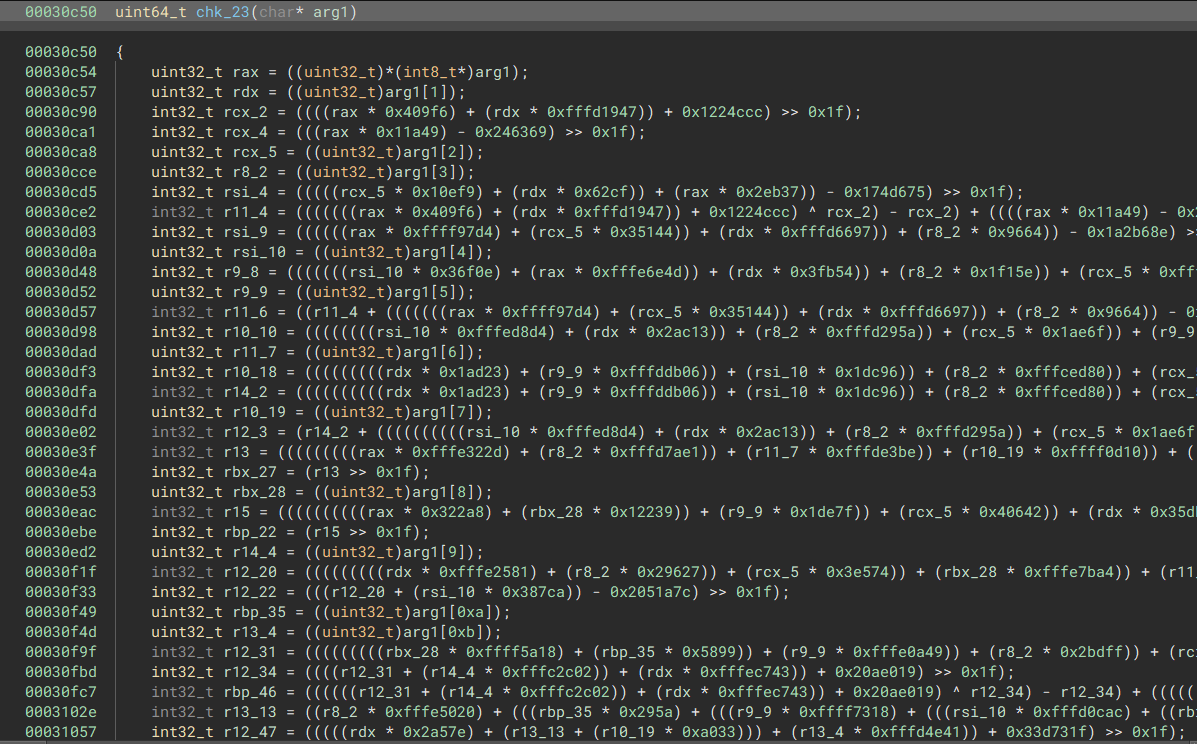 00030c50 uint64_t chk_23(char* arg1)
00030c50 {
00030c54 uint32_t rax = ((uint32_t)*(int8_t*)arg1);
00030c57 uint32_t rdx = ((uint32_t)arg1[1]);
00030c90 int32_t rcx_2 = ((((rax * 0x409f6) + (rdx * 0xfffd1947)) + 0x1224ccc) >> 0x1f);
00030ca1 int32_t rcx_4 = (((rax * 0x11a49) - 0x246369) >> 0x1f);
00030ca8 uint32_t rcx_5 = ((uint32_t)arg1[2]);
00030cce uint32_t r8_2 = ((uint32_t)arg1[3]);
00030cd5 int32_t rsi_4 = (((((rcx_5 * 0x10ef9) + (rdx * 0x62cf)) + (rax * 0x2eb37)) - 0x174d675) >> 0x1f);
00030ce2 int32_t r11_4 = (((((((rax * 0x409f6) + (rdx * 0xfffd1947)) + 0x1224ccc) ^ rcx_2) - rcx_2) + ((((rax * 0x11a49) - 0x2
00030d03 int32_t rsi_9 = ((((((rax * 0xffff97d4) + (rcx_5 * 0x35144)) + (rdx * 0xfffd6697)) + (r8_2 * 0x9664)) - 0x1a2b68e) >
00030d0a uint32_t rsi_10 = ((uint32_t)arg1[4]);
00030d48 int32_t r9_8 = (((((((rsi_10 * 0x36f0e) + (rax * 0xfffe6e4d)) + (rdx * 0x3fb54)) + (r8_2 * 0x1f15e)) + (rcx_5 * 0xfff
00030d52 uint32_t r9_9 = ((uint32_t)arg1[5]);
00030d57 int32_t r11_6 = ((r11_4 + (((((((rax * 0xffff97d4) + (rcx_5 * 0x35144)) + (rdx * 0xfffd6697)) + (r8_2 * 0x9664)) - 0
00030d98 int32_t r10_10 = ((((((((rsi_10 * 0xfffed8d4) + (rdx * 0x2ac13)) + (r8_2 * 0xfffd295a)) + (rcx_5 * 0x1ae6f)) + (r9_9
00030dad uint32_t r11_7 = ((uint32_t)arg1[6]);
00030df3 int32_t r10_18 = (((((((((rdx * 0x1ad23) + (r9_9 * 0xfffddb06)) + (rsi_10 * 0x1dc96)) + (r8_2 * 0xfffced80)) + (rcx_
00030dfa int32_t r14_2 = (((((((((rdx * 0x1ad23) + (r9_9 * 0xfffddb06)) + (rsi_10 * 0x1dc96)) + (r8_2 * 0xfffced80)) + (rcx_
00030dfd uint32_t r10_19 = ((uint32_t)arg1[7]);
00030e02 int32_t r12_3 = (r14_2 + ((((((((((rsi_10 * 0xfffed8d4) + (rdx * 0x2ac13)) + (r8_2 * 0xfffd295a)) + (rcx_5 * 0x1ae6f
00030e3f int32_t r13 = (((((((((rax * 0xfffe322d) + (r8_2 * 0xfffd7ae1)) + (r11_7 * 0xfffde3be)) + (r10_19 * 0xffff0d10)) + (
00030e4a int32_t rbx_27 = (r13 >> 0x1f);
00030e53 uint32_t rbx_28 = ((uint32_t)arg1[8]);
00030eac int32_t r15 = ((((((((((rax * 0x322a8) + (rbx_28 * 0x12239)) + (r9_9 * 0x1de7f)) + (rcx_5 * 0x40642)) + (rdx * 0x35d
00030ebe int32_t rbp_22 = (r15 >> 0x1f);
00030ed2 uint32_t r14_4 = ((uint32_t)arg1[9]);
00030f1f int32_t r12_20 = (((((((((rdx * 0xfffe2581) + (r8_2 * 0x29627)) + (rcx_5 * 0x3e574)) + (rbx_28 * 0xfffe7ba4)) + (r11_
00030f33 int32_t r12_22 = (((r12_20 + (rsi_10 * 0x387ca)) - 0x2051a7c) >> 0x1f);
00030f49 uint32_t rbp_35 = ((uint32_t)arg1[0xa]);
00030f4d uint32_t r13_4 = ((uint32_t)arg1[0xb]);
00030f9f int32_t r12_31 = (((((((((rbx_28 * 0xffff5a18) + (rbp_35 * 0x5899)) + (r9_9 * 0xfffe0a49)) + (r8_2 * 0x2bdff)) + (rc
00030fbd int32_t r12_34 = ((((r12_31 + (r14_4 * 0xfffc2c02)) + (rdx * 0xfffec743)) + 0x20ae019) >> 0x1f);
00030fc7 int32_t rbp_46 = ((((((r12_31 + (r14_4 * 0xfffc2c02)) + (rdx * 0xfffec743)) + 0x20ae019) ^ r12_34) - r12_34) + (((((
0003102e int32_t r13_13 = ((r8_2 * 0xfffe5020) + (((rbp_35 * 0x295a) + (((r9_9 * 0xffff7318) + (((rsi_10 * 0xfffd0cac) + ((rb
00031057 int32_t r12_47 = (((((rdx * 0x2a57e) + (r13_13 + (r10_19 * 0xa033))) + (r13_4 * 0xfffd4e41)) + 0x33d731f) >> 0x1f);